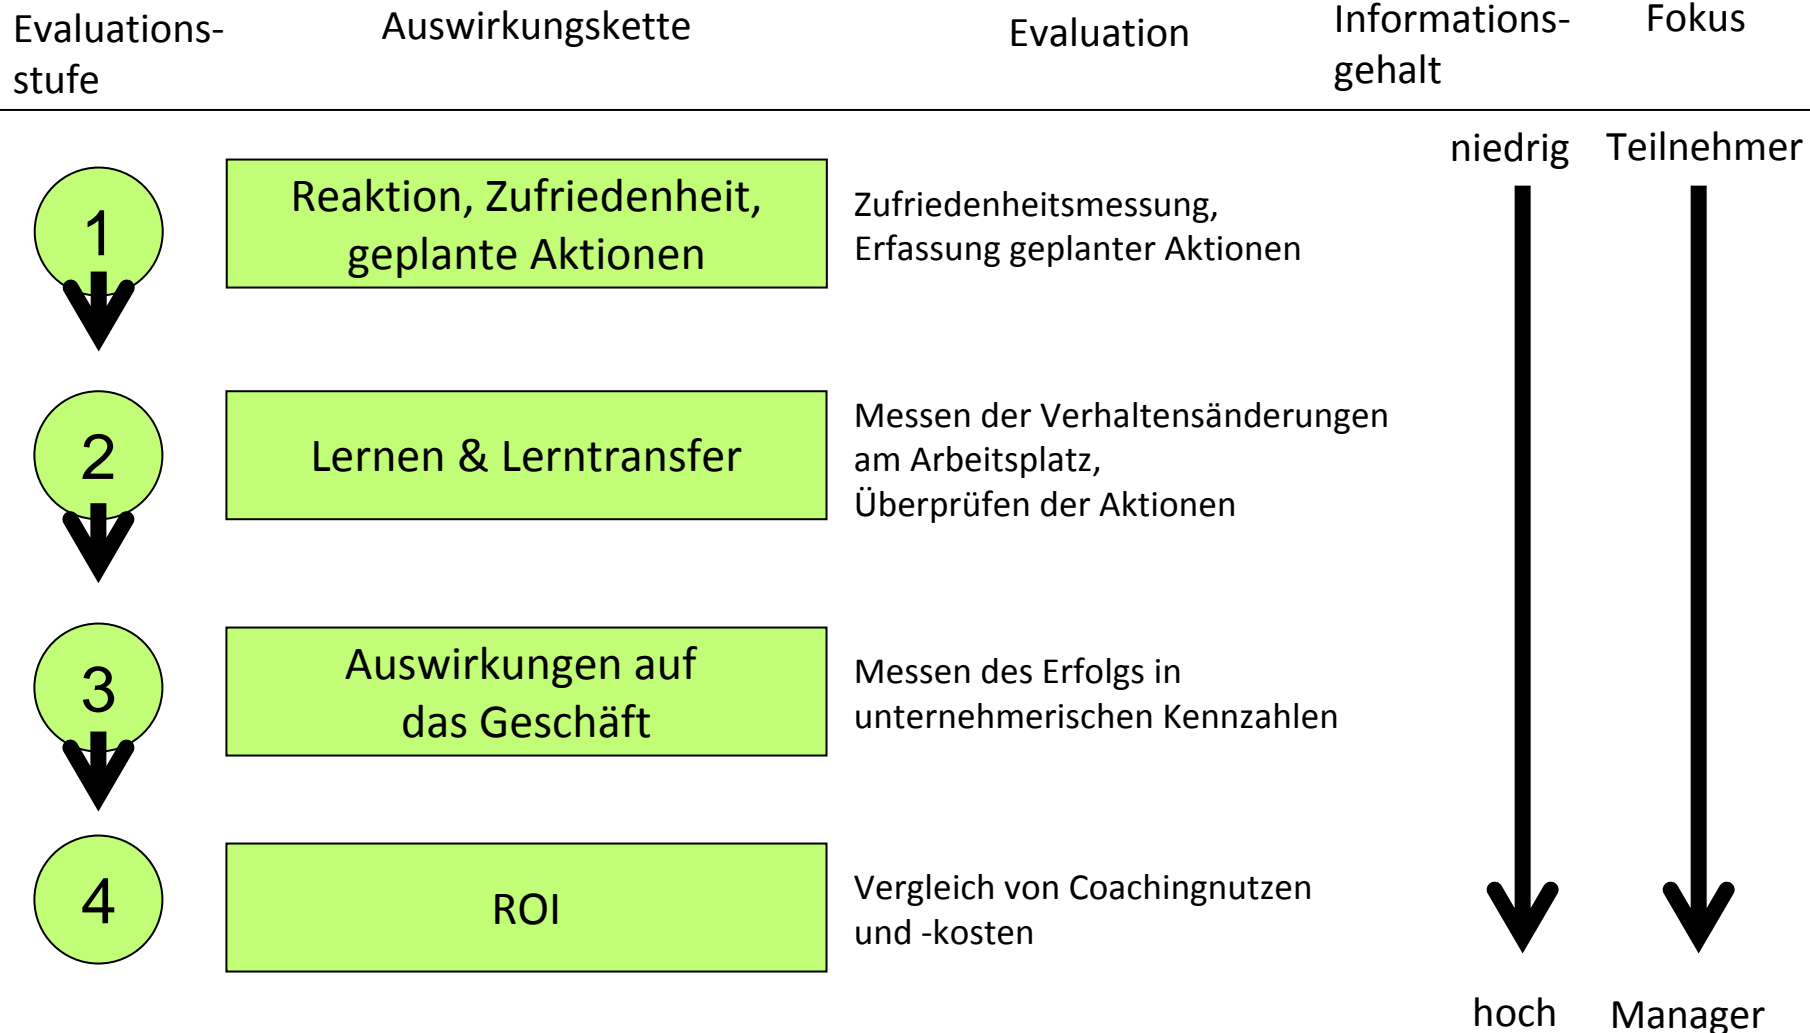 Evaluations-
stufe
Auswirkungskette
Evaluation
Informations-
gehalt
Fokus
niedrig
Teilnehmer
1
Reaktion, Zufriedenheit,
geplante Aktionen
Zufriedenheitsmessung,
Erfassung geplanter Aktionen
2
Lernen & Lerntransfer
Messen der Verhaltensänderungen
am Arbeitsplatz,
Überprüfen der Aktionen
3
Auswirkungen auf
das Geschäft
Messen des Erfolgs in
unternehmerischen Kennzahlen
4
ROI
Vergleich von Coachingnutzen
und -kosten
hoch
Manager